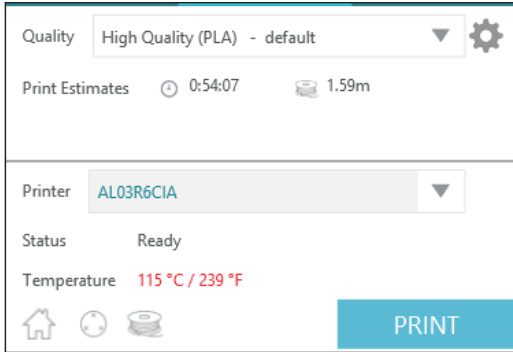 Quality High Quality (PLA) - default
Print Estimates 0:54:07 1.59m
Printer AL03R6CIA
Status Ready
Temperature 115 °C / 239 °F
PRINT